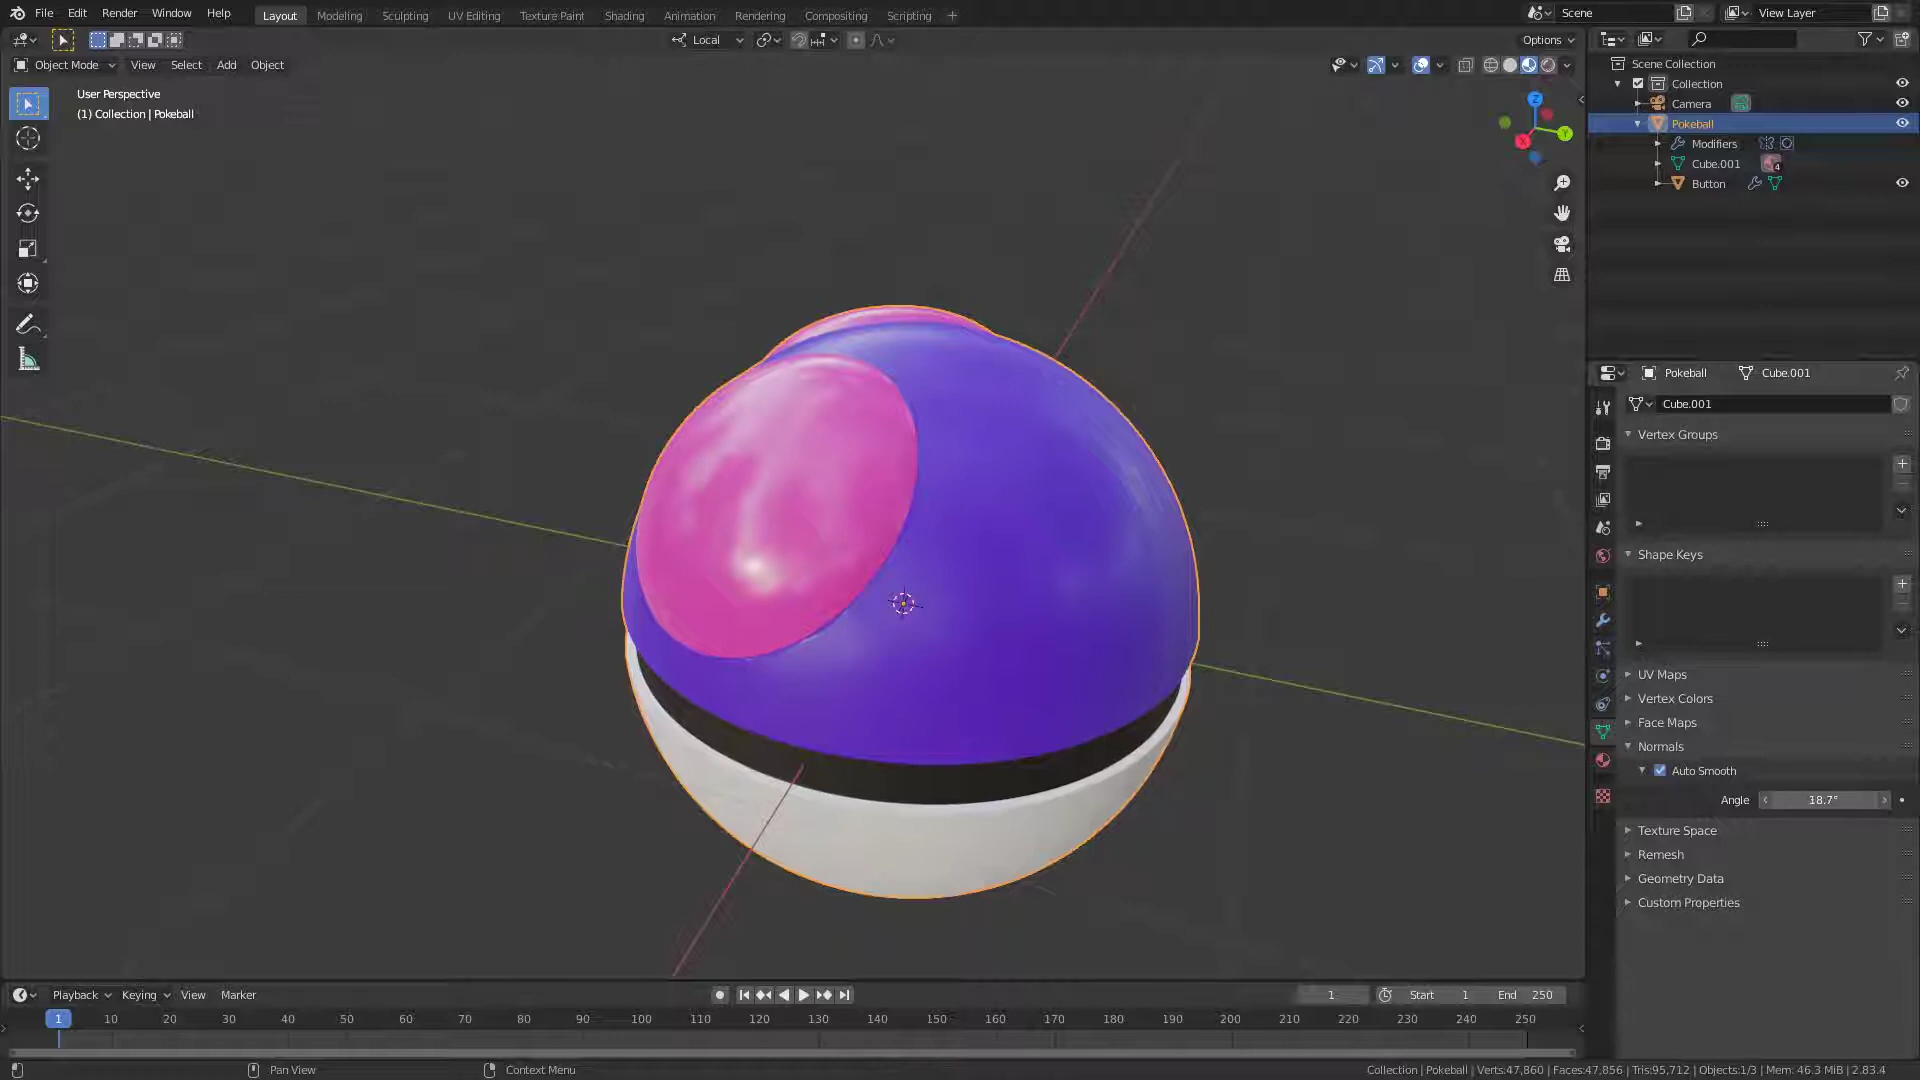 File Edit Render Window Help Layout Modeling Sculpting UV Editing Texture Paint Shading Animation Rendering Compositing Scripting + Scene View Layer
Local Options
Object Mode View Select Add Object
User Perspective
(1) Collection | Pokeball
Z
Y
X
Scene Collection
Collection
Camera
Pokeball
Modifiers
Cube.001 4
Button
Pokeball Cube.001
Cube.001
Vertex Groups
Shape Keys
UV Maps
Vertex Colors
Face Maps
Normals
Auto Smooth
Angle 18.7°
Texture Space
Remesh
Geometry Data
Custom Properties
Playback Keying View Marker 1 Start 1 End 250
1 10 20 30 40 50 60 70 80 90 100 110 120 130 140 150 160 170 180 190 200 210 220 230 240 250
Pan View Context Menu Collection | Pokeball | Verts:47,860 | Faces:47,856 | Tris:95,712 | Objects:1/3 | Mem: 46.3 MiB | 2.83.4